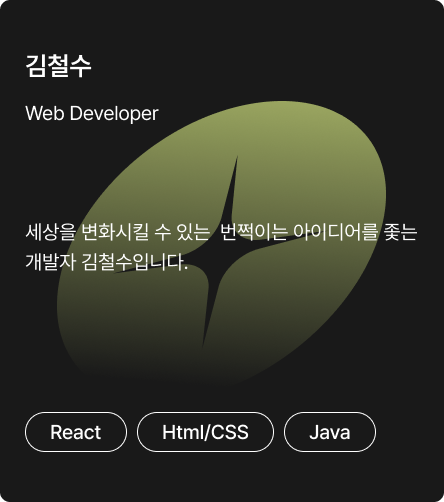 김철수
Web Developer
세상을 변화시킬 수 있는 번쩍이는 아이디어를 좇는
개발자 김철수입니다.
React
Html/CSS
Java